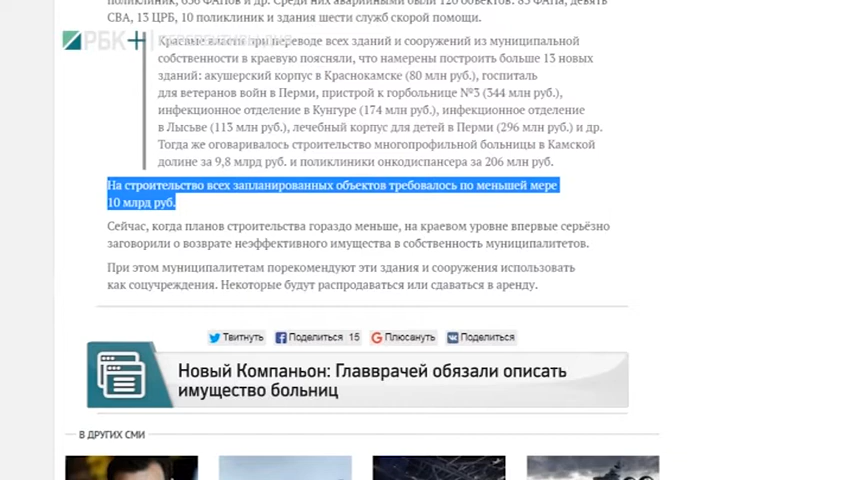 поликлиник, 636 ФАПов и др. Среди них аварийными были 120 объектов: 85 ФАПа, девять
СВА, 13 ЦРБ, 10 поликлиник и здания шести служб скорой помощи.
РБК+
Краевые власти при переводе всех зданий и сооружений из муниципальной
собственности в краевую поясняли, что намерены построить больше 13 новых
зданий: акушерский корпус в Краснокамске (80 млн руб.), госпиталь
для ветеранов войн в Перми, пристрой к горбольнице №3 (344 млн руб.),
инфекционное отделение в Кунгуре (174 млн руб.), инфекционное отделение
в Лысьве (113 млн руб.), лечебный корпус для детей в Перми (296 млн руб.) и др.
Тогда же оговаривалось строительство многопрофильной больницы в Камской
долине за 9,8 млрд руб. и поликлиники онкодиспансера за 206 млн руб.
На строительство всех запланированных объектов требовалось по меньшей мере
10 млрд руб.
Сейчас, когда планов строительства гораздо меньше, на краевом уровне впервые серьёзно
заговорили о возврате неэффективного имущества в собственность муниципалитетов.
При этом муниципалитетам порекомендуют эти здания и сооружения использовать
как соцучреждения. Некоторые будут распродаваться или сдаваться в аренду.
Твитнуть Поделиться 15 Плюсануть Поделиться
Новый Компаньон: Главврачей обязали описать
имущество больниц
В ДРУГИХ СМИ